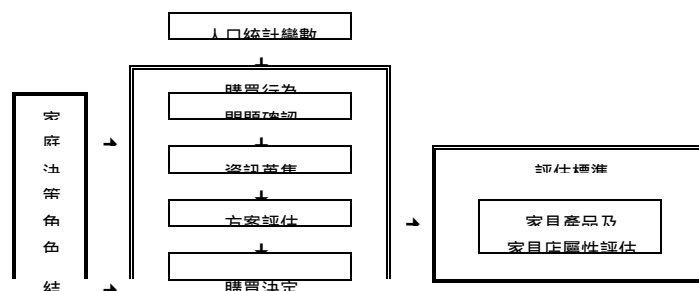 人口統計變數
購買行為
問題確認
資訊蒐集
方案評估
購買決定
家
庭
決
策
角
色
結
評估標準
家具產品及
家具店屬性評估